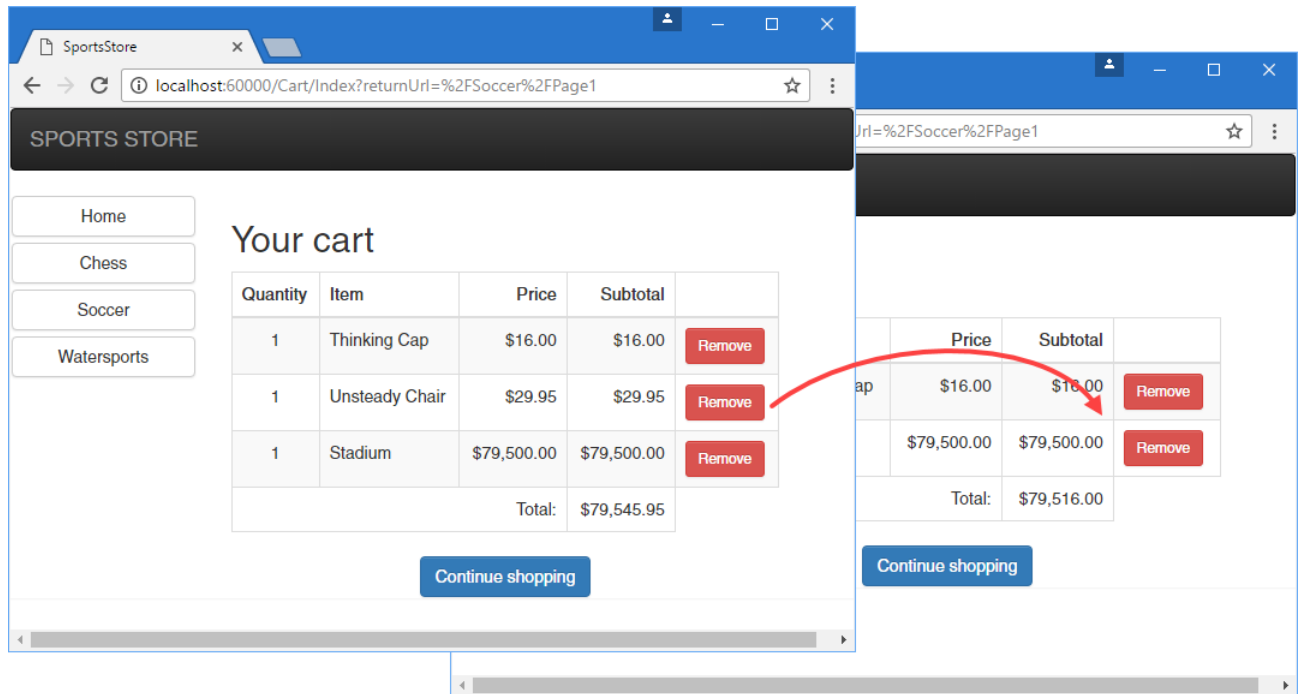 SportsStore
localhost:60000/Cart/Index?returnUrl=%2FSoccer%2FPage1
SPORTS STORE
Home
Chess
Soccer
Watersports
Your cart
Quantity Item Price Subtotal
1 Thinking Cap $16.00 $16.00 Remove
1 Unsteady Chair $29.95 $29.95 Remove
1 Stadium $79,500.00 $79,500.00 Remove
Total: $79,545.95
Continue shopping
Url=%2FSoccer%2FPage1
Price Subtotal
ap $16.00 $16.00 Remove
$79,500.00 $79,500.00 Remove
Total: $79,516.00
Continue shopping